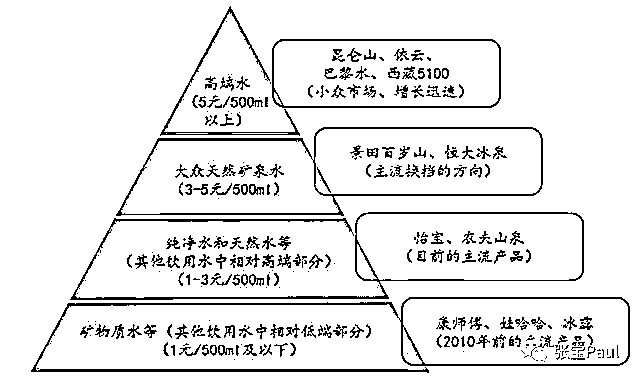 高端水
(5元/500ml
以上)
昆仑山、依云、
巴黎水、西藏5100
(小众市场、增长迅速)
大众天然矿泉水
(3-5元/500ml)
景田百岁山、恒大冰泉
(主流换挡的方向)
纯净水和天然水等
(其他饮用水中相对高端部分)
(1-3元/500ml)
怡宝、农夫山泉
(目前的主流产品)
矿物质水等 (其他饮用水中相对低端部分)
(1元/500ml及以下)
康师傅、娃哈哈、冰露
(2010年前的主流产品)
张宝Paul